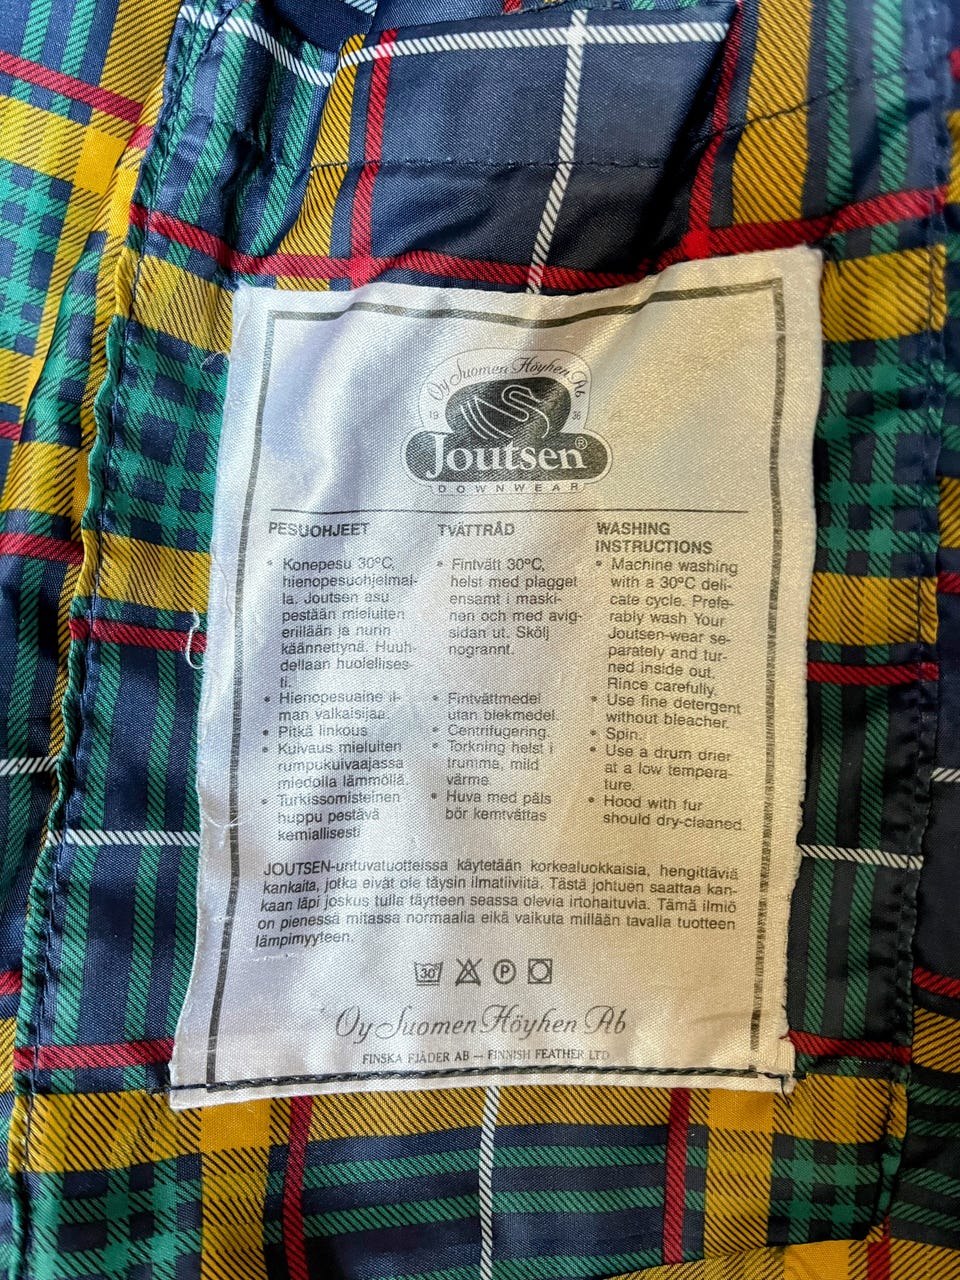 Oy Suomen Höyhen Ab
19 36
Joutsen®
DOWNWEAR
PESUOHJEET
• Konepesu 30°C,
hienopesuohjelmal-
la. Joutsen asu
pestään mieluiten
erillään ja nurin
käännettynä. Huuh-
dellaan huolellises-
ti.
• Hienopesuaine il-
man valkaisijaa.
• Pitkä linkous
• Kuivaus mieluiten
rumpukuivaajassa
miedolla lämmöllä.
• Turkissomisteinen
huppu pestävä
kemiallisesti
TVÄTTRÅD
• Fintvätt 30°C,
helst med plagget
ensamt i maski-
nen och med avig-
sidan ut. Skölj
nogrannt.
• Fintvättmedel
utan blekmedel.
• Centrifugering.
• Torkning helst i
trumma, mild
värme.
• Huva med päls
bör kemtvättas
WASHING
INSTRUCTIONS
• Machine washing
with a 30°C deli-
cate cycle. Prefe-
rably wash Your
Joutsen-wear se-
parately and tur-
ned inside out.
Rince carefully.
• Use fine detergent
without bleacher.
• Spin.
• Use a drum drier
at a low tempera-
ture.
• Hood with fur
should dry-cleaned.
JOUTSEN-untuvatuotteissa käytetään korkealuokkaisia, hengittäviä
kankaita, jotka eivät ole täysin ilmatiiviitä. Tästä johtuen saattaa kan-
kaan läpi joskus tulla täytteen seassa olevia irtohaituvia. Tämä ilmiö
on pienessä mitassa normaalia eikä vaikuta millään tavalla tuotteen
lämpimyyteen.
30 P
Oy Suomen Höyhen Ab
FINSKA FJÄDER AB — FINNISH FEATHER LTD